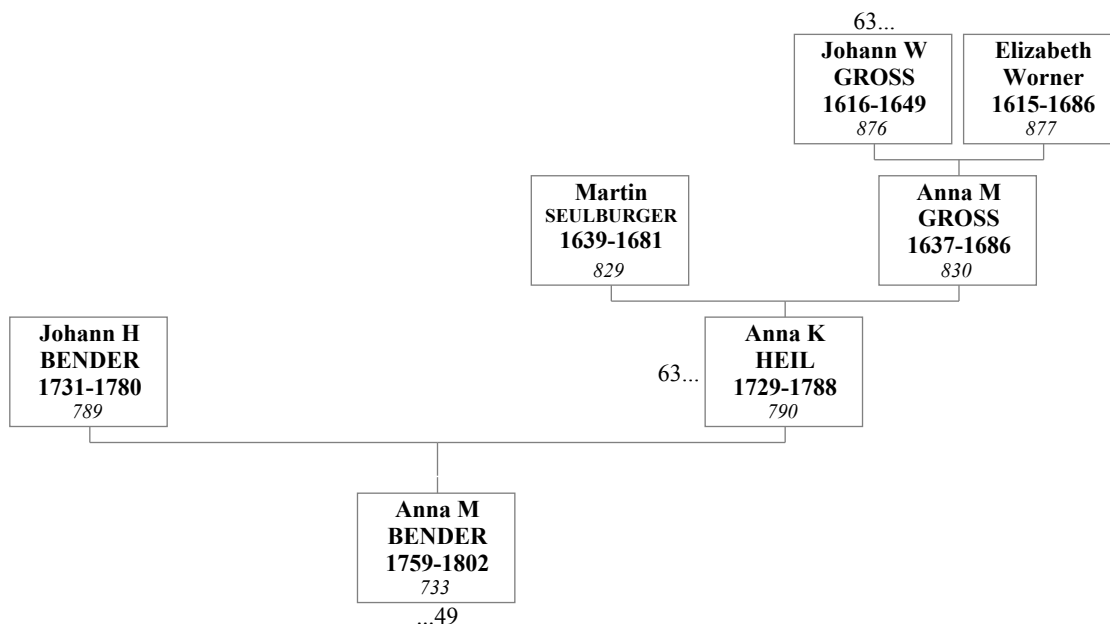 63...
Johann W
GROSS
1616-1649
876
Elizabeth
Worner
1615-1686
877
Martin
SEULBURGER
1639-1681
829
Anna M
GROSS
1637-1686
830
Johann H
BENDER
1731-1780
789
63...
Anna K
HEIL
1729-1788
790
Anna M
BENDER
1759-1802
733
...49